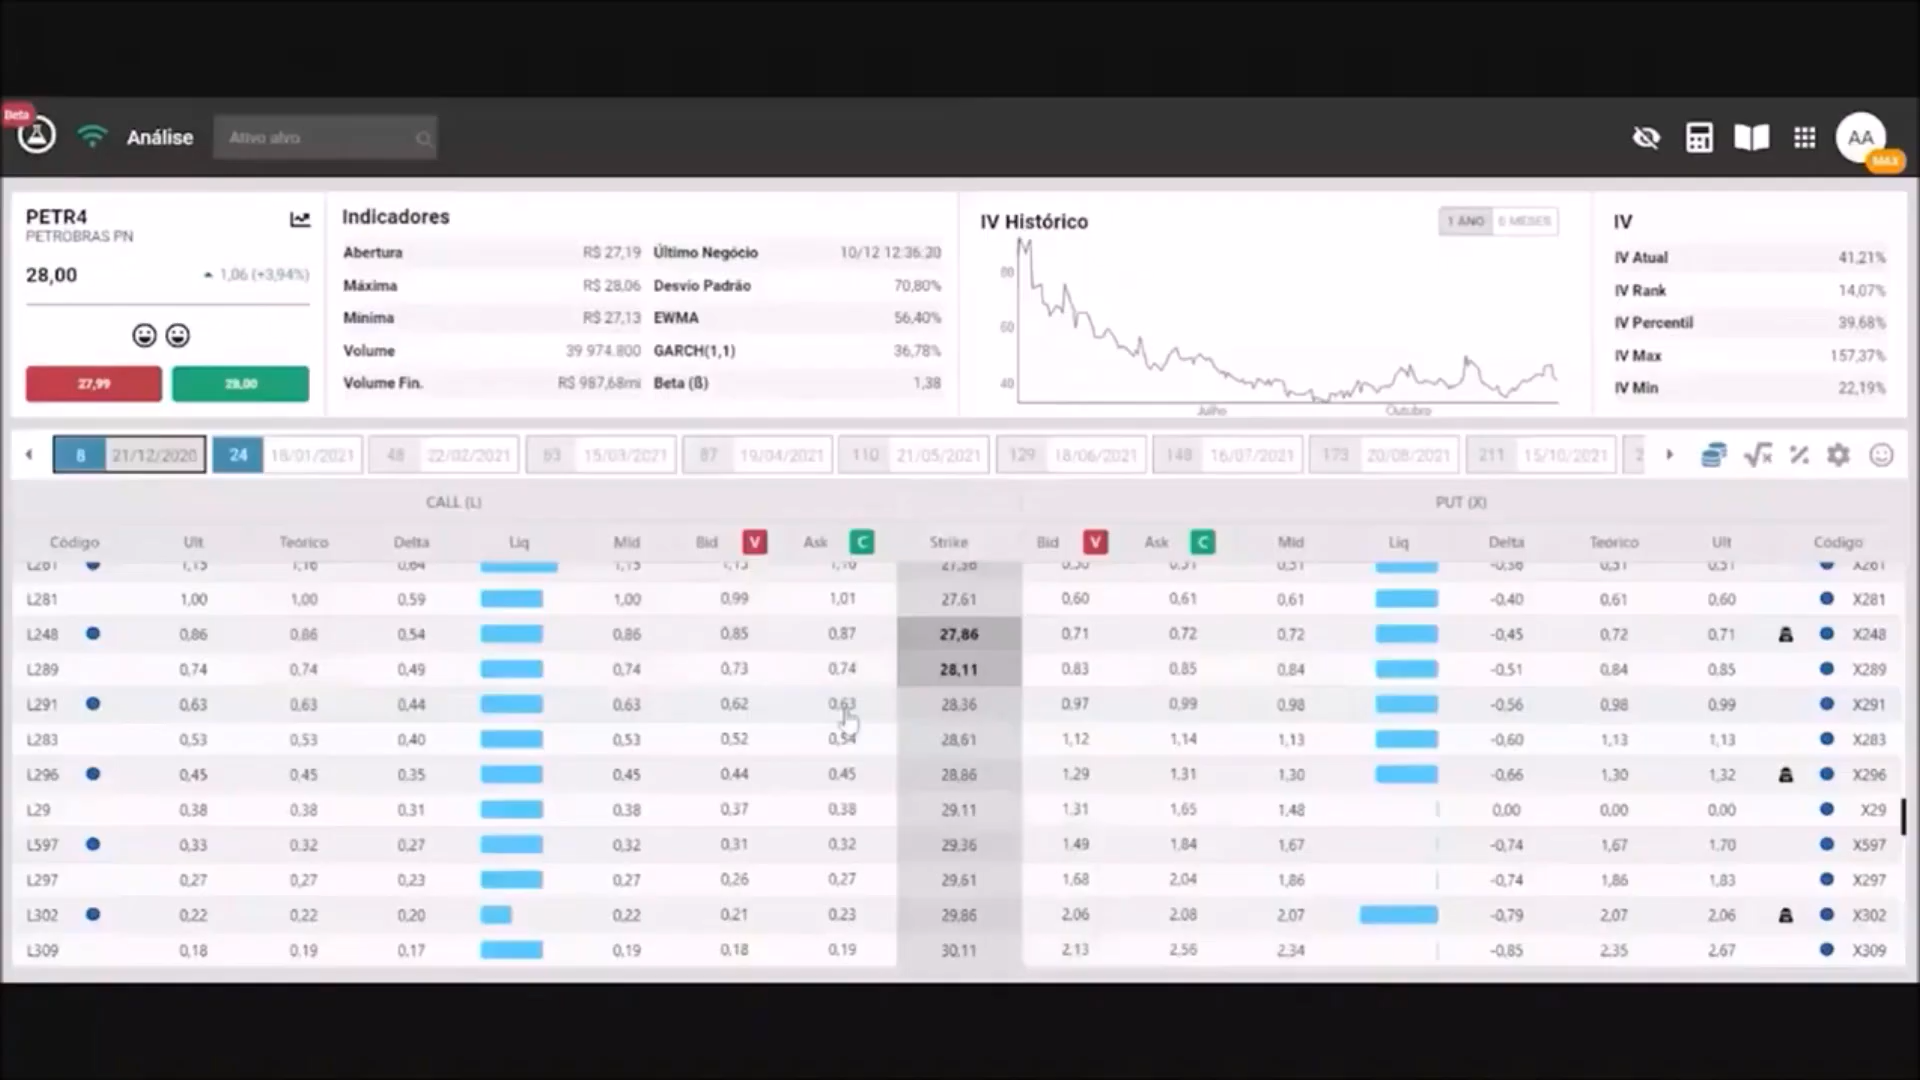 Beta
Análise Ativo alvo AA MAX
PETR4
PETROBRAS PN
28,00 1,06 (+3,94%)
27,99 28,00
Indicadores
Abertura R$ 27,19 Último Negócio 10/12 12:36:20
Máxima R$ 28,06 Desvio Padrão 70,80%
Mínima R$ 27,13 EWMA 56,40%
Volume 39.974.800 GARCH(1,1) 36,78%
Volume Fin. R$ 987,68mi Beta (ß) 1,38
IV Histórico 1 ANO 6 MESES
80
60
40
Julho Outubro
IV
IV Atual 41,21%
IV Rank 14,07%
IV Percentil 39,68%
IV Max 157,37%
IV Min 22,19%
8 21/12/2020 24 18/01/2021 48 22/02/2021 63 15/03/2021 87 19/04/2021 110 21/05/2021 129 18/06/2021 148 16/07/2021 173 20/08/2021 211 15/10/2021 2
CALL (L) PUT (X)
Código Ult Teórico Delta Liq Mid Bid V Ask C Strike Bid V Ask C Mid Liq Delta Teórico Ult Código
L281 1,00 1,00 0,59 1,00 0,99 1,01 27,61 0,60 0,61 0,61 -0,40 0,61 0,60 X281
L248 0,86 0,86 0,54 0,86 0,85 0,87 27,86 0,71 0,72 0,72 -0,45 0,72 0,71 X248
L289 0,74 0,74 0,49 0,74 0,73 0,74 28,11 0,83 0,85 0,84 -0,51 0,84 0,85 X289
L291 0,63 0,63 0,44 0,63 0,62 0,63 28,36 0,97 0,99 0,98 -0,56 0,98 0,99 X291
L283 0,53 0,53 0,40 0,53 0,52 0,54 28,61 1,12 1,14 1,13 -0,60 1,13 1,13 X283
L296 0,45 0,45 0,35 0,45 0,44 0,45 28,86 1,29 1,31 1,30 -0,66 1,30 1,32 X296
L29 0,38 0,38 0,31 0,38 0,37 0,38 29,11 1,31 1,65 1,48 0,00 0,00 0,00 X29
L597 0,33 0,32 0,27 0,32 0,31 0,32 29,36 1,49 1,84 1,67 -0,74 1,67 1,70 X597
L297 0,27 0,27 0,23 0,27 0,26 0,27 29,61 1,68 2,04 1,86 -0,74 1,86 1,83 X297
L302 0,22 0,22 0,20 0,22 0,21 0,23 29,86 2,06 2,08 2,07 -0,79 2,07 2,06 X302
L309 0,18 0,19 0,17 0,19 0,18 0,19 30,11 2,13 2,56 2,34 -0,85 2,35 2,67 X309